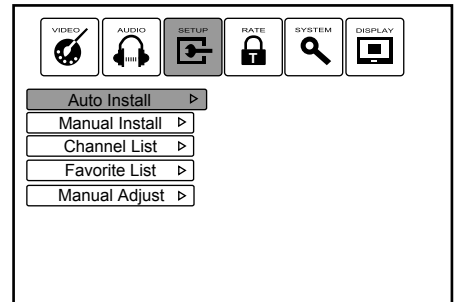 VIDEO AUDIO SETUP RATE SYSTEM DISPLAY
T
Auto Install
Manual Install
Channel List
Favorite List
Manual Adjust